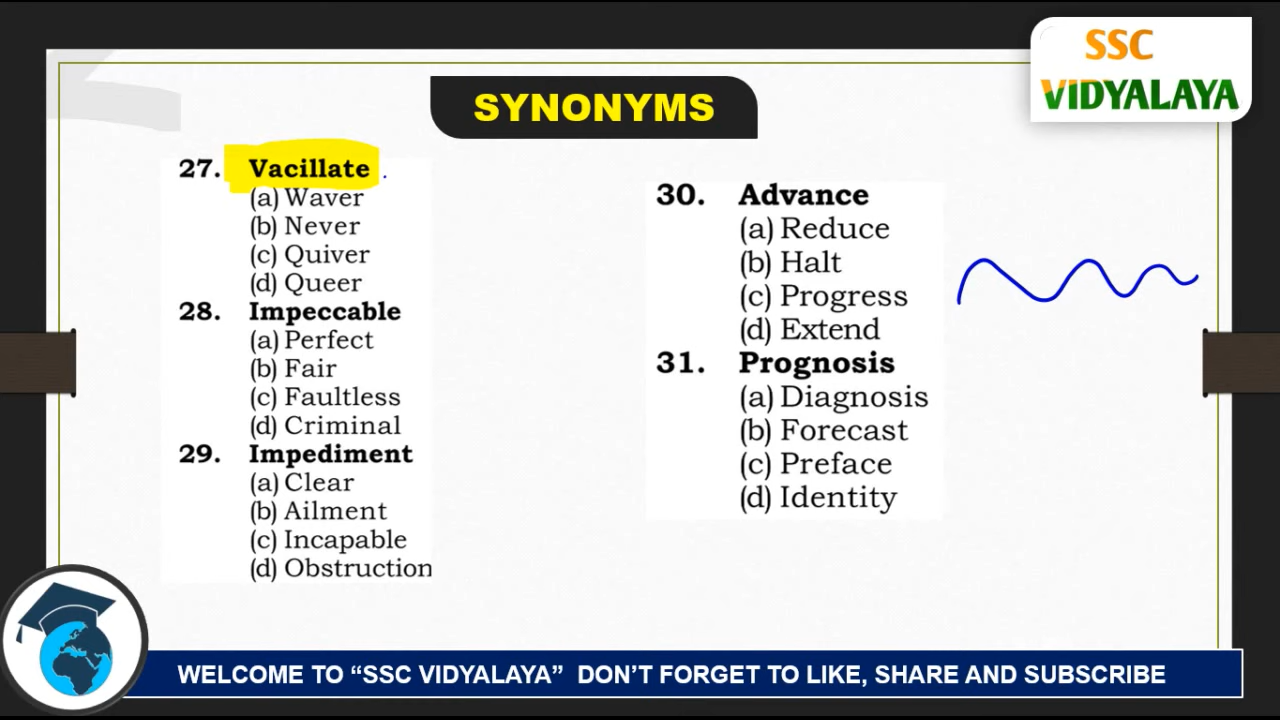 SSC
VIDYALAYA
SYNONYMS
27. Vacillate .
(a) Waver
(b) Never
(c) Quiver
(d) Queer
28. Impeccable
(a) Perfect
(b) Fair
(c) Faultless
(d) Criminal
29. Impediment
(a) Clear
(b) Ailment
(c) Incapable
(d) Obstruction
30. Advance
(a) Reduce
(b) Halt
(c) Progress
(d) Extend
31. Prognosis
(a) Diagnosis
(b) Forecast
(c) Preface
(d) Identity
WELCOME TO “SSC VIDYALAYA” DON’T FORGET TO LIKE, SHARE AND SUBSCRIBE